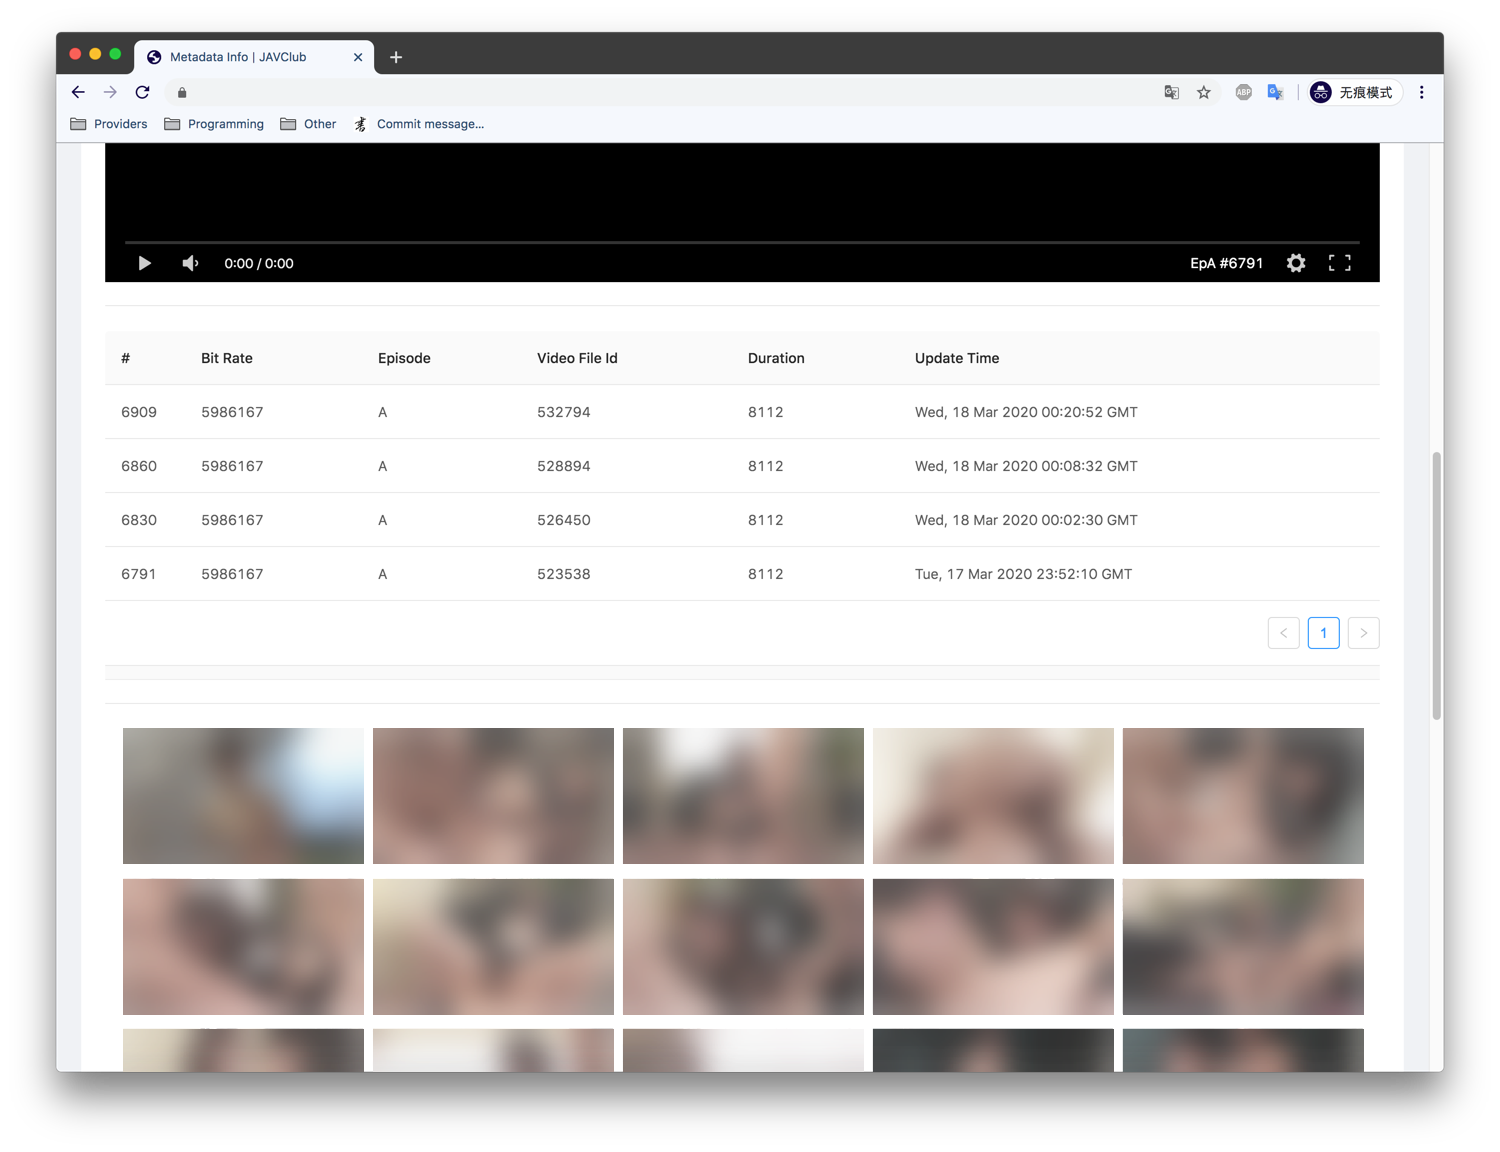 Metadata Info | JAVClub
无痕模式
Providers Programming Other Commit message...
0:00 / 0:00 EpA #6791
# Bit Rate Episode Video File Id Duration Update Time
6909 5986167 A 532794 8112 Wed, 18 Mar 2020 00:20:52 GMT
6860 5986167 A 528894 8112 Wed, 18 Mar 2020 00:08:32 GMT
6830 5986167 A 526450 8112 Wed, 18 Mar 2020 00:02:30 GMT
6791 5986167 A 523538 8112 Tue, 17 Mar 2020 23:52:10 GMT
< 1 >